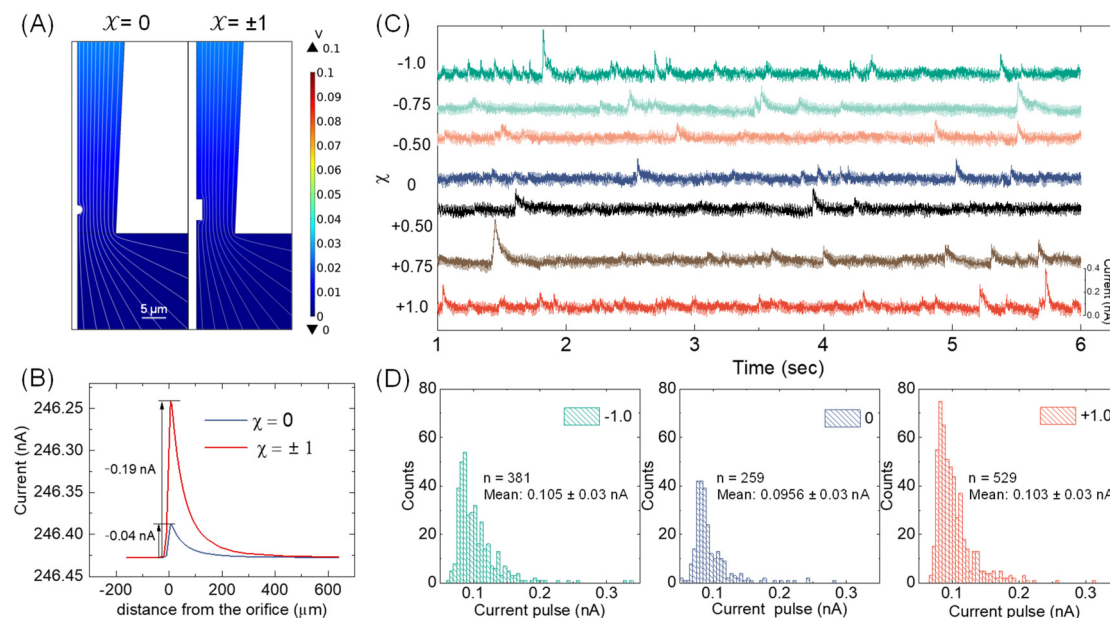 (A)
χ = 0
χ = ±1
V
0.1
0.1
0.09
0.08
0.07
0.06
0.05
0.04
0.03
0.02
0.01
0
0
5 μm
(B)
246.25
246.30
246.35
246.40
246.45
Current (nA)
−0.19 nA
−0.04 nA
χ = 0
χ = ± 1
-200
0
200
400
600
distance from the orifice (μm)
(C)
χ
-1.0
-0.75
-0.50
0
+0.50
+0.75
+1.0
0.4
0.2
0.0
Current (nA)
1
2
3
4
5
6
Time (sec)
(D)
80
60
40
20
0
Counts
-1.0
n = 381
Mean: 0.105 ± 0.03 nA
0.1
0.2
0.3
Current pulse (nA)
80
60
40
20
0
Counts
0
n = 259
Mean: 0.0956 ± 0.03 nA
0.1
0.2
0.3
Current pulse (nA)
80
60
40
20
0
Counts
+1.0
n = 529
Mean: 0.103 ± 0.03 nA
0.1
0.2
0.3
Current pulse (nA)